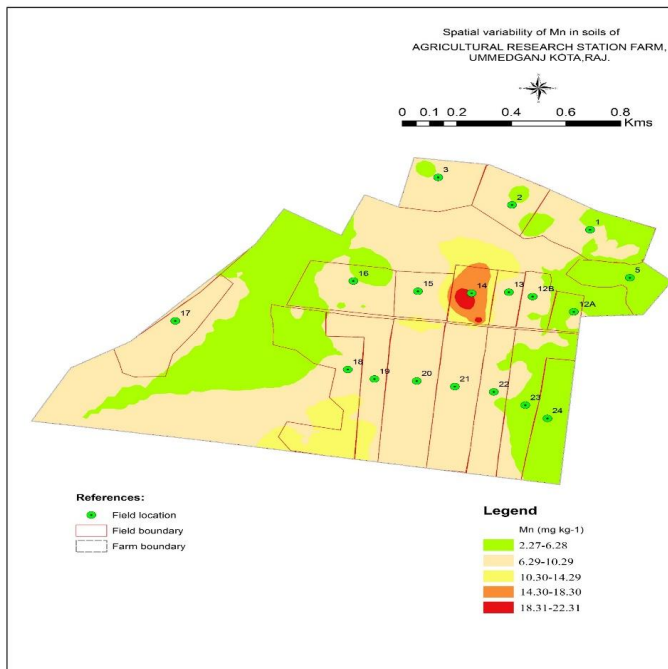 Spatial variability of Mn in soils of
AGRICULTURAL RESEARCH STATION FARM,
UMMEDGANJ KOTA,RAJ.
0 0.1 0.2 0.4 0.6 0.8
Kms
3
2
1
5
16
15
14
13
12B
12A
17
18
19
20
21
22
23
24
References:
Field location
Field boundary
Farm boundary
Legend
Mn (mg kg-1)
2.27-6.28
6.29-10.29
10.30-14.29
14.30-18.30
18.31-22.31